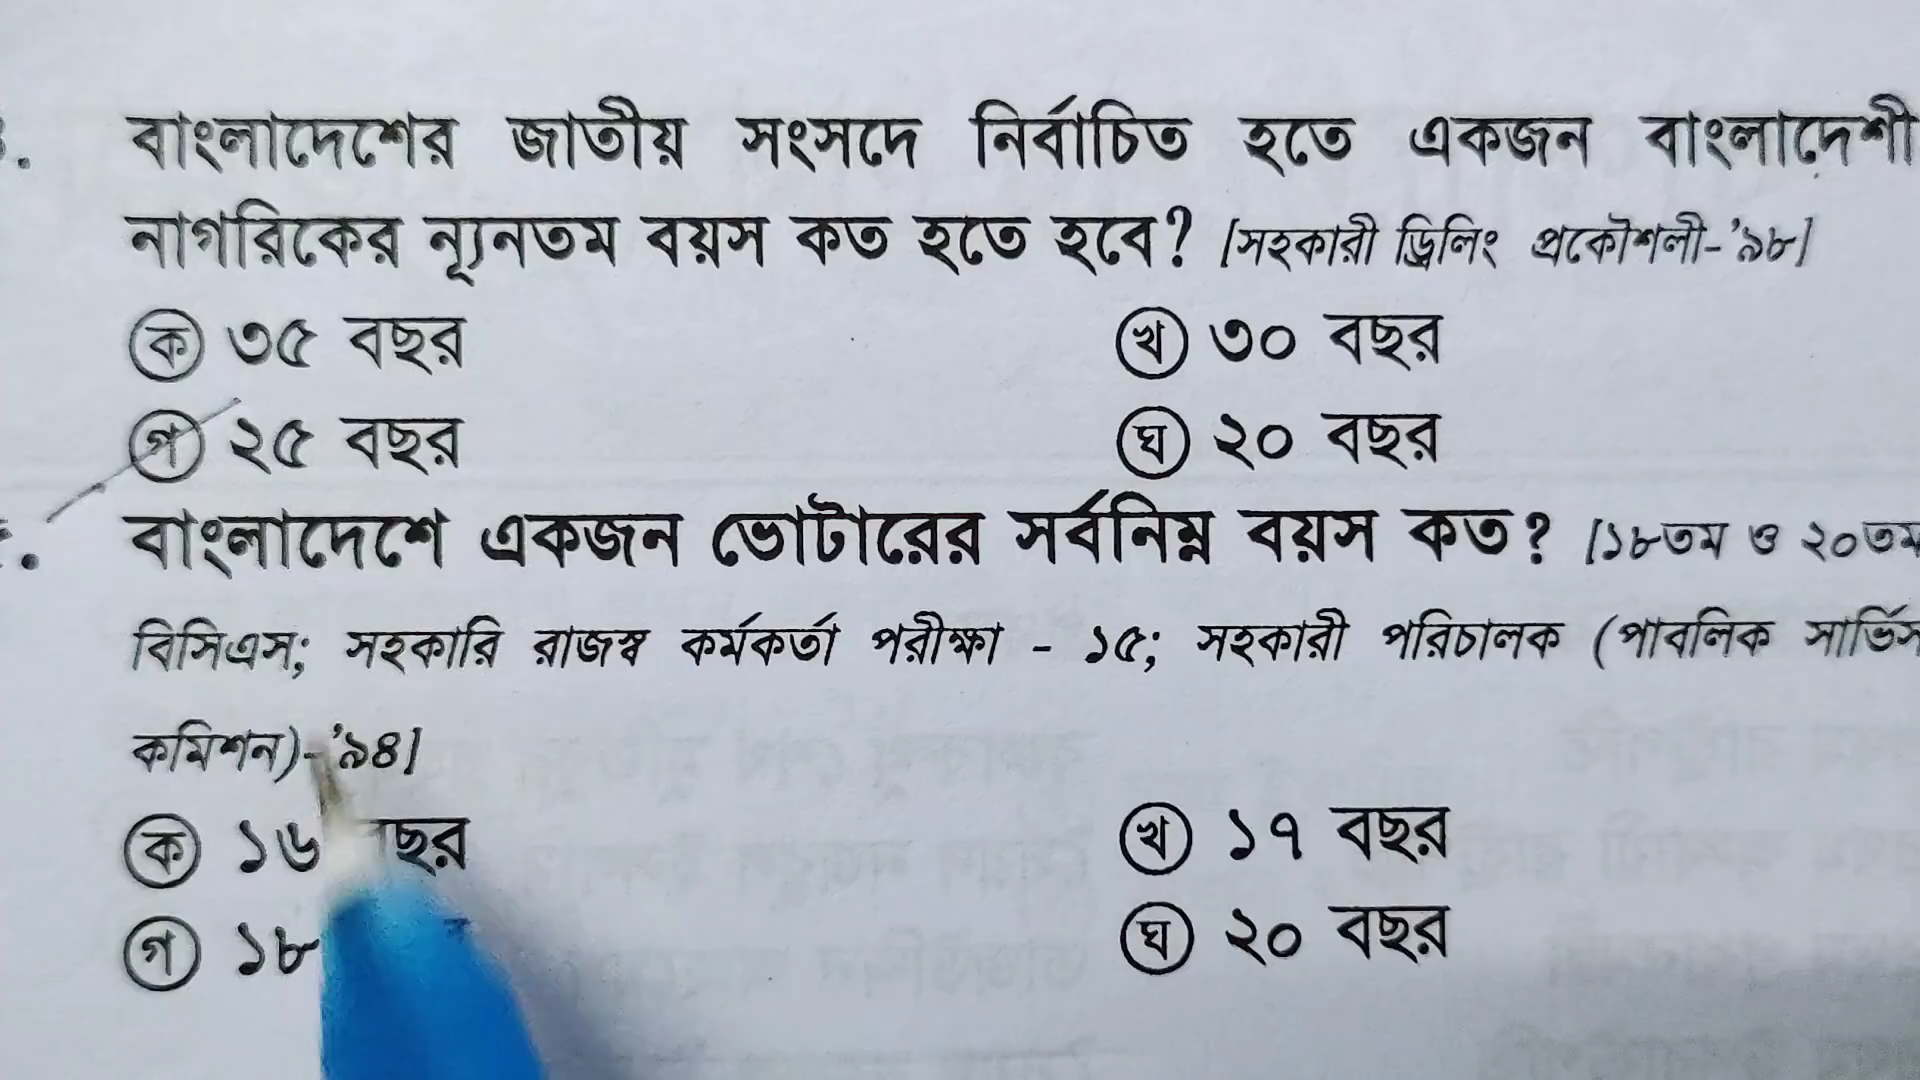 বাংলাদেশের জাতীয় সংসদে নির্বাচিত হতে একজন বাংলাদেশী
নাগরিকের ন্যূনতম বয়স কত হতে হবে? [সহকারী ড্রিলিং প্রকৌশলী-'৯৮]
ক ৩৫ বছর খ ৩০ বছর
গ ২৫ বছর ঘ ২০ বছর
বাংলাদেশে একজন ভোটারের সর্বনিম্ন বয়স কত? [১৮তম ও ২০তম
বিসিএস; সহকারি রাজস্ব কর্মকর্তা পরীক্ষা - ১৫; সহকারী পরিচালক (পাবলিক সার্ভিস
কমিশন)-'৯৪]
ক ১৬ বছর খ ১৭ বছর
গ ১৮ ঘ ২০ বছর